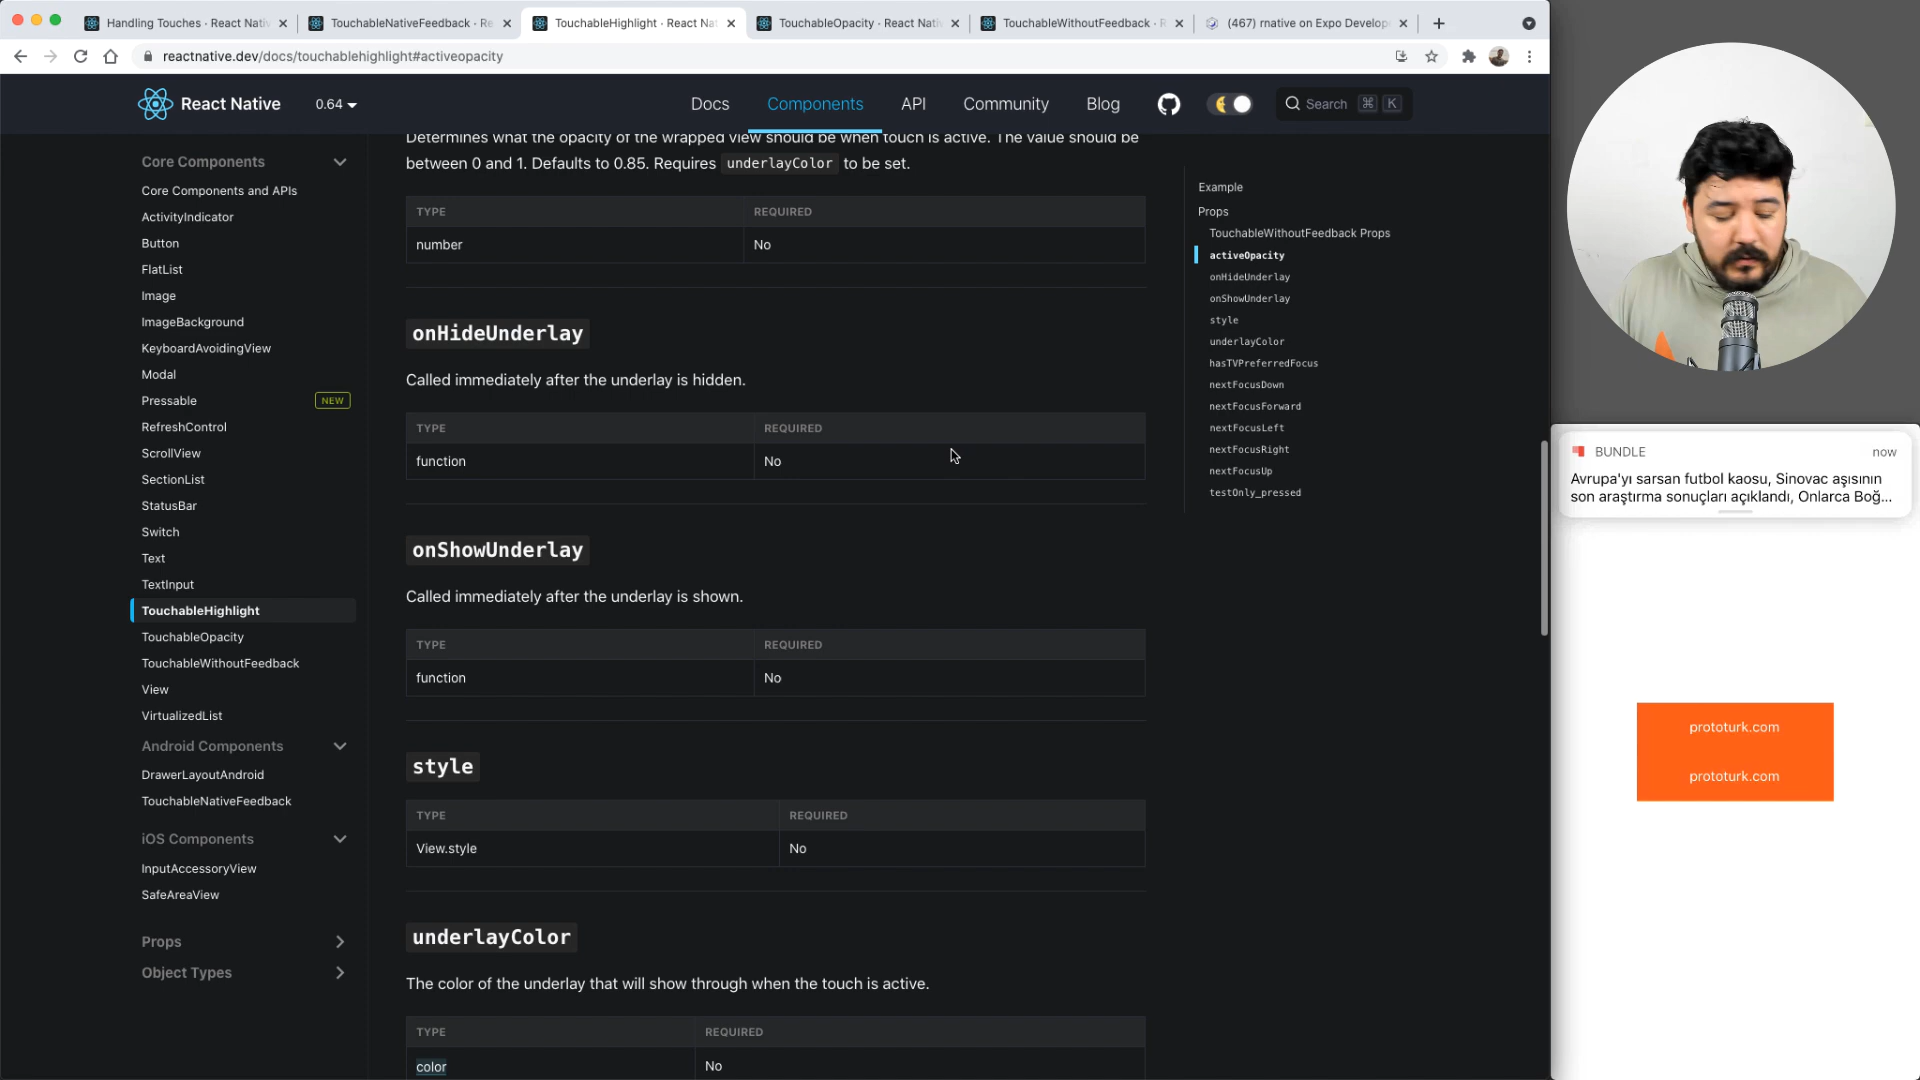 Handling Touches · React Nativ
TouchableNativeFeedback · Re
TouchableHighlight · React Nat
TouchableOpacity · React Nativ
TouchableWithoutFeedback · R
(467) rnative on Expo Develop
reactnative.dev/docs/touchablehighlight#activeopacity
React Native
0.64
Docs
Components
API
Community
Blog
Search ⌘ K
Core Components
Core Components and APIs
ActivityIndicator
Button
FlatList
Image
ImageBackground
KeyboardAvoidingView
Modal
Pressable NEW
RefreshControl
ScrollView
SectionList
StatusBar
Switch
Text
TextInput
TouchableHighlight
TouchableOpacity
TouchableWithoutFeedback
View
VirtualizedList
Android Components
DrawerLayoutAndroid
TouchableNativeFeedback
iOS Components
InputAccessoryView
SafeAreaView
Props
Object Types
Determines what the opacity of the wrapped view should be when touch is active. The value should be
between 0 and 1. Defaults to 0.85. Requires underlayColor to be set.
TYPE REQUIRED
number No
onHideUnderlay
Called immediately after the underlay is hidden.
TYPE REQUIRED
function No
onShowUnderlay
Called immediately after the underlay is shown.
TYPE REQUIRED
function No
style
TYPE REQUIRED
View.style No
underlayColor
The color of the underlay that will show through when the touch is active.
TYPE REQUIRED
color No
Example
Props
TouchableWithoutFeedback Props
activeOpacity
onHideUnderlay
onShowUnderlay
style
underlayColor
hasTVPreferredFocus
nextFocusDown
nextFocusForward
nextFocusLeft
nextFocusRight
nextFocusUp
testOnly_pressed
BUNDLE now
Avrupa'yı sarsan futbol kaosu, Sinovac aşısının
son araştırma sonuçları açıklandı, Onlarca Boğ...
prototurk.com
prototurk.com